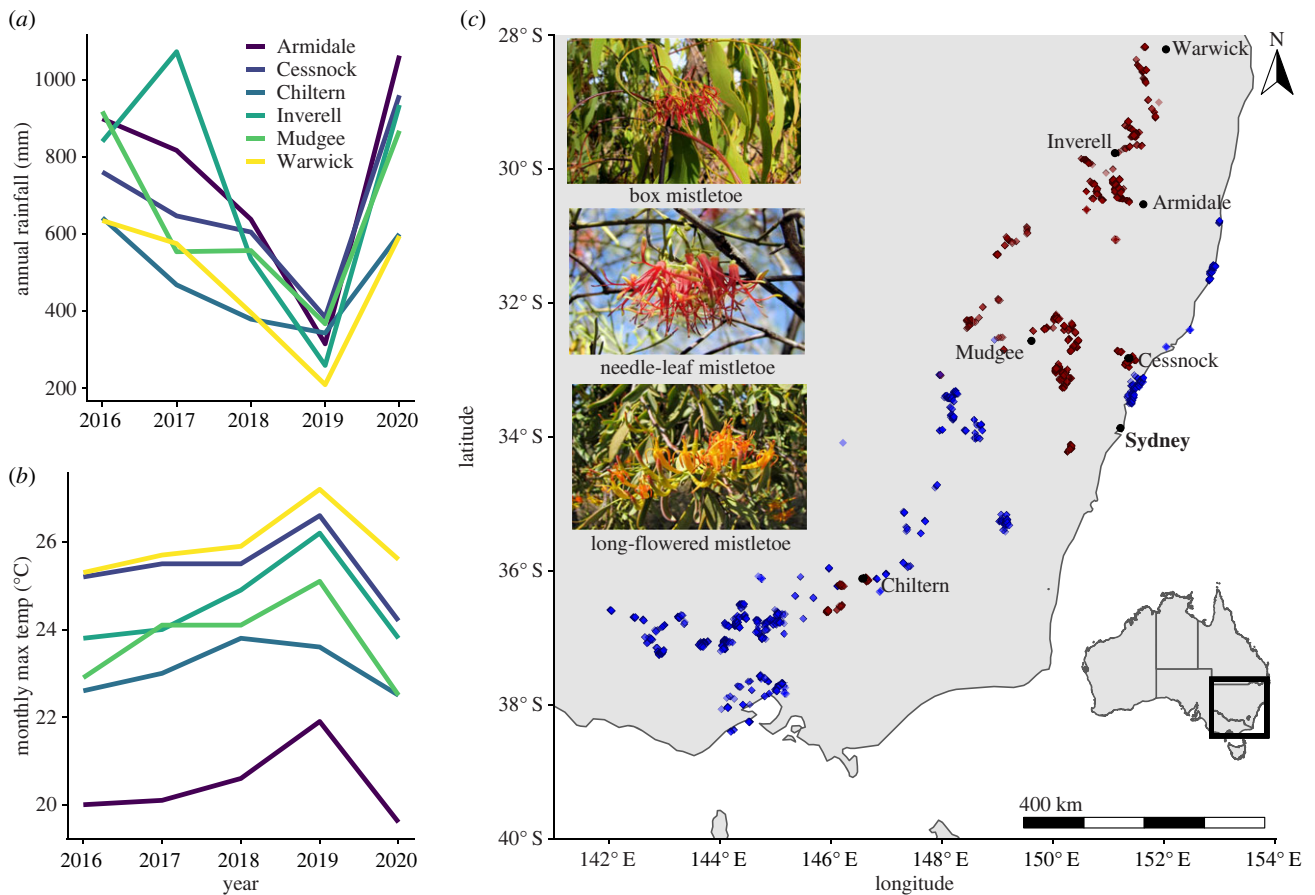 (a)
annual rainfall (mm)
1000
800
600
400
200
2016
2017
2018
2019
2020
Armidale
Cessnock
Chiltern
Inverell
Mudgee
Warwick
(b)
monthly max temp (°C)
26
24
22
20
2016
2017
2018
2019
2020
year
(c)
latitude
28° S
30° S
32° S
34° S
36° S
38° S
40° S
box mistletoe
needle-leaf mistletoe
long-flowered mistletoe
Warwick
N
Inverell
Armidale
Mudgee
Cessnock
Sydney
Chiltern
400 km
142° E
144° E
146° E
148° E
150° E
152° E
154° E
longitude